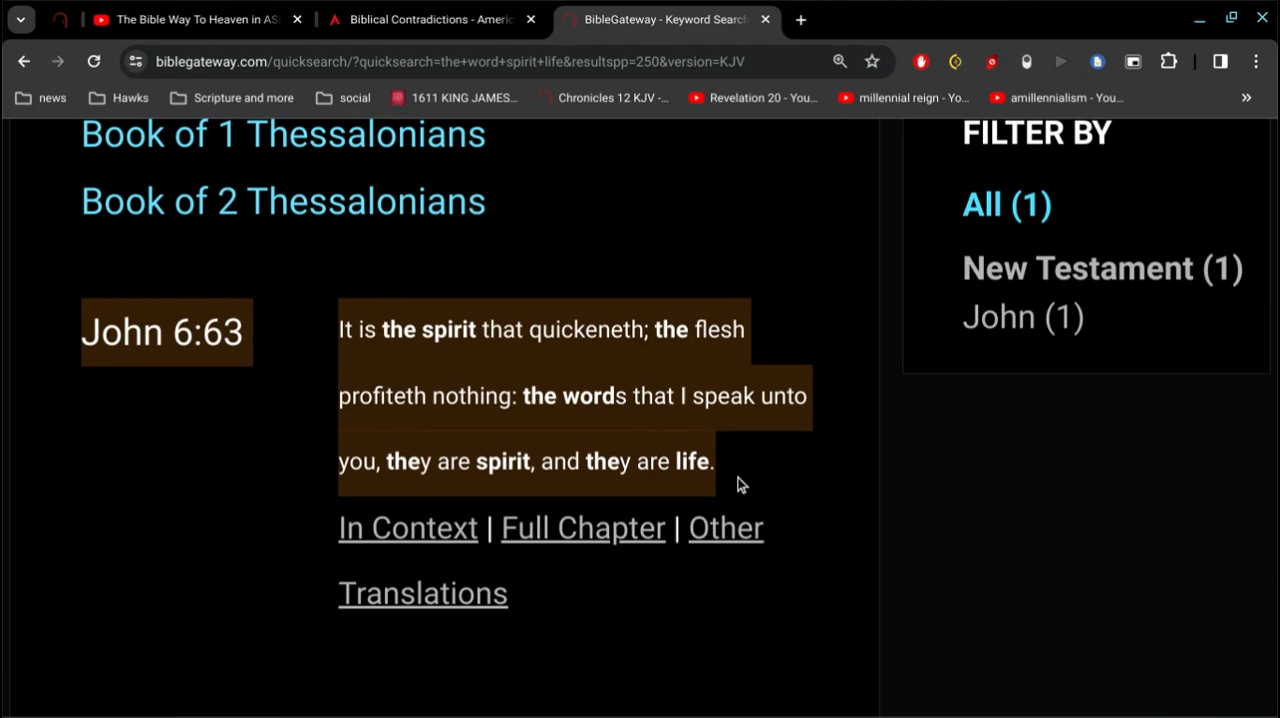 The Bible Way To Heaven in AS
Biblical Contradictions - Americ
BibleGateway - Keyword Search
biblegateway.com/quicksearch/?quicksearch=the+word+spirit+life&resultspp=250&version=KJV
news
Hawks
Scripture and more
social
1611 KING JAMES...
Chronicles 12 KJV -...
Revelation 20 - You...
millennial reign - Yo...
amillennialism - You...
»
Book of 1 Thessalonians
Book of 2 Thessalonians
John 6:63
It is the spirit that quickeneth; the flesh
profiteth nothing: the words that I speak unto
you, they are spirit, and they are life.
In Context | Full Chapter | Other
Translations
FILTER BY
All (1)
New Testament (1)
John (1)